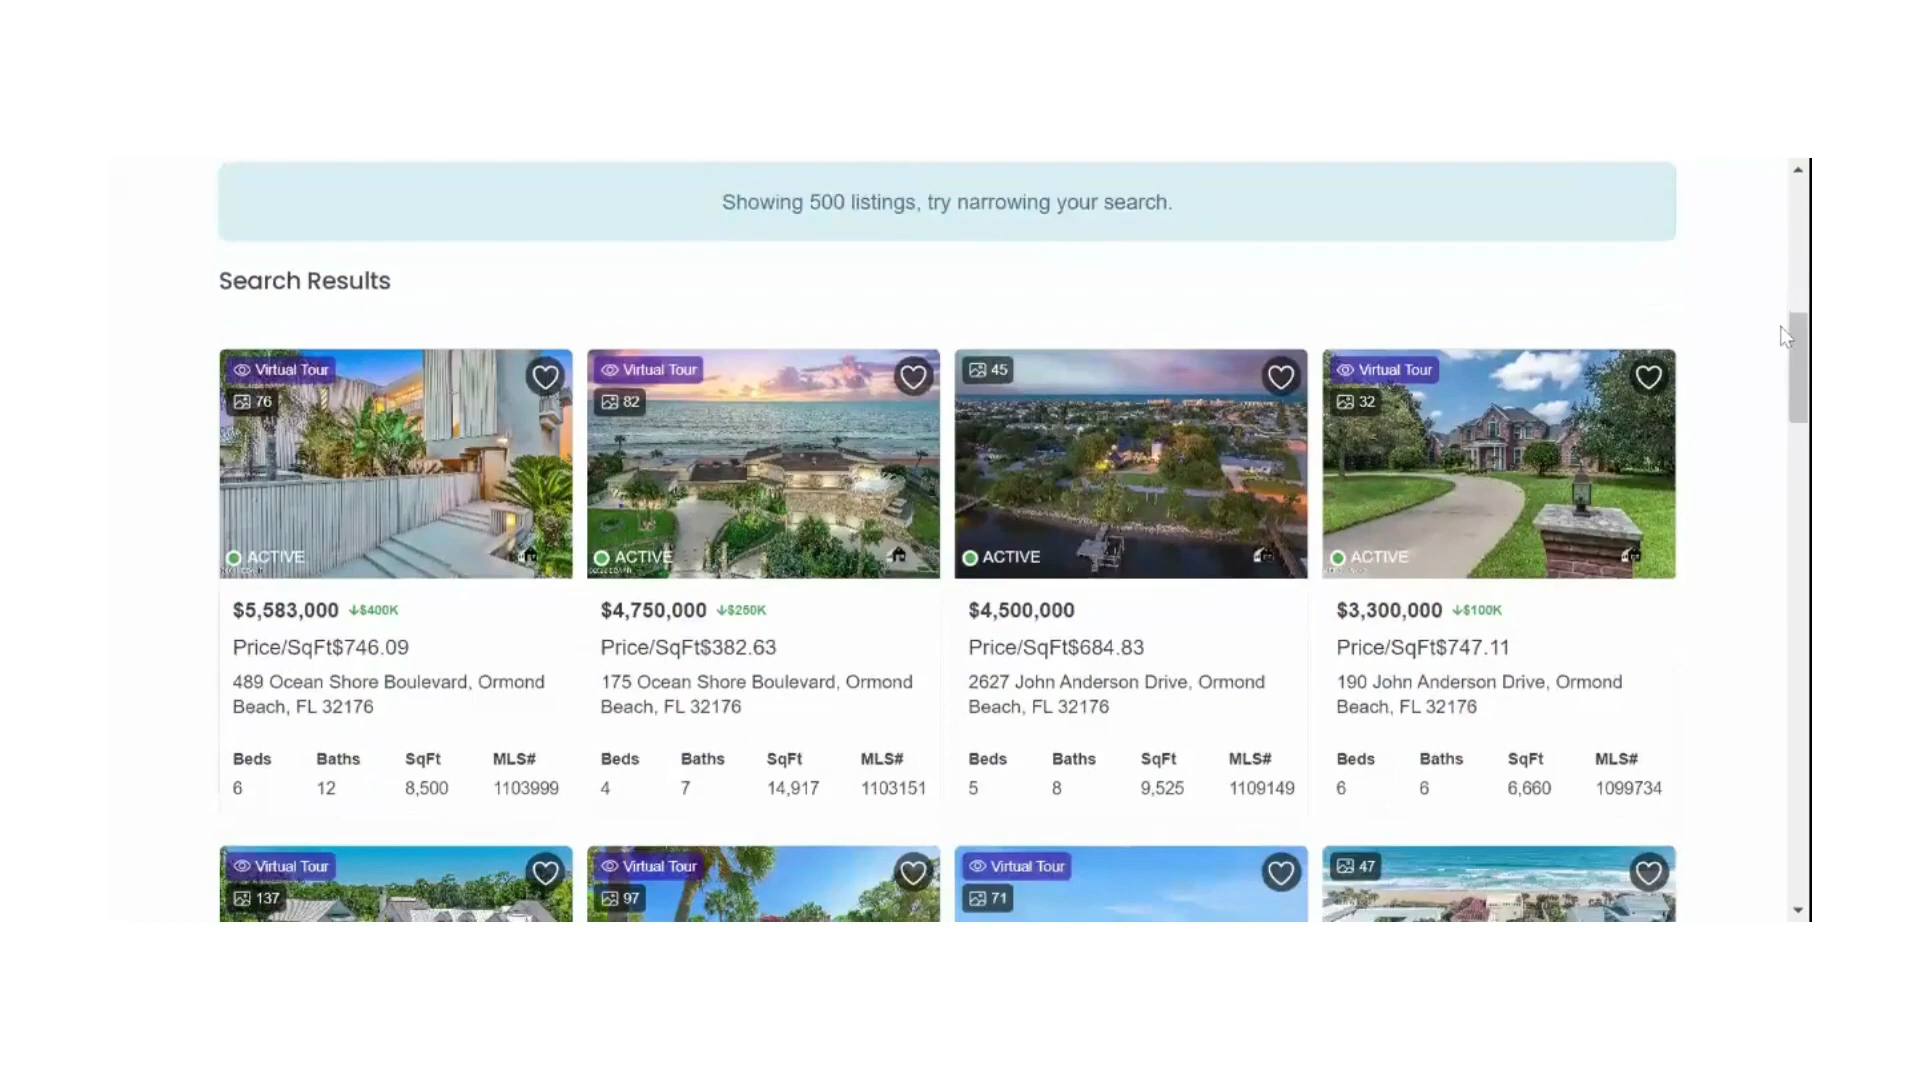 Showing 500 listings, try narrowing your search.
Search Results
Virtual Tour
76
ACTIVE
$5,583,000 ↓$400K
Price/SqFt$746.09
489 Ocean Shore Boulevard, Ormond
Beach, FL 32176
Beds Baths SqFt MLS#
6 12 8,500 1103999
Virtual Tour
82
ACTIVE
$4,750,000 ↓$250K
Price/SqFt$382.63
175 Ocean Shore Boulevard, Ormond
Beach, FL 32176
Beds Baths SqFt MLS#
4 7 14,917 1103151
45
ACTIVE
$4,500,000
Price/SqFt$684.83
2627 John Anderson Drive, Ormond
Beach, FL 32176
Beds Baths SqFt MLS#
5 8 9,525 1109149
Virtual Tour
32
ACTIVE
$3,300,000 ↓$100K
Price/SqFt$747.11
190 John Anderson Drive, Ormond
Beach, FL 32176
Beds Baths SqFt MLS#
6 6 6,660 1099734
Virtual Tour
137
Virtual Tour
97
Virtual Tour
71
47